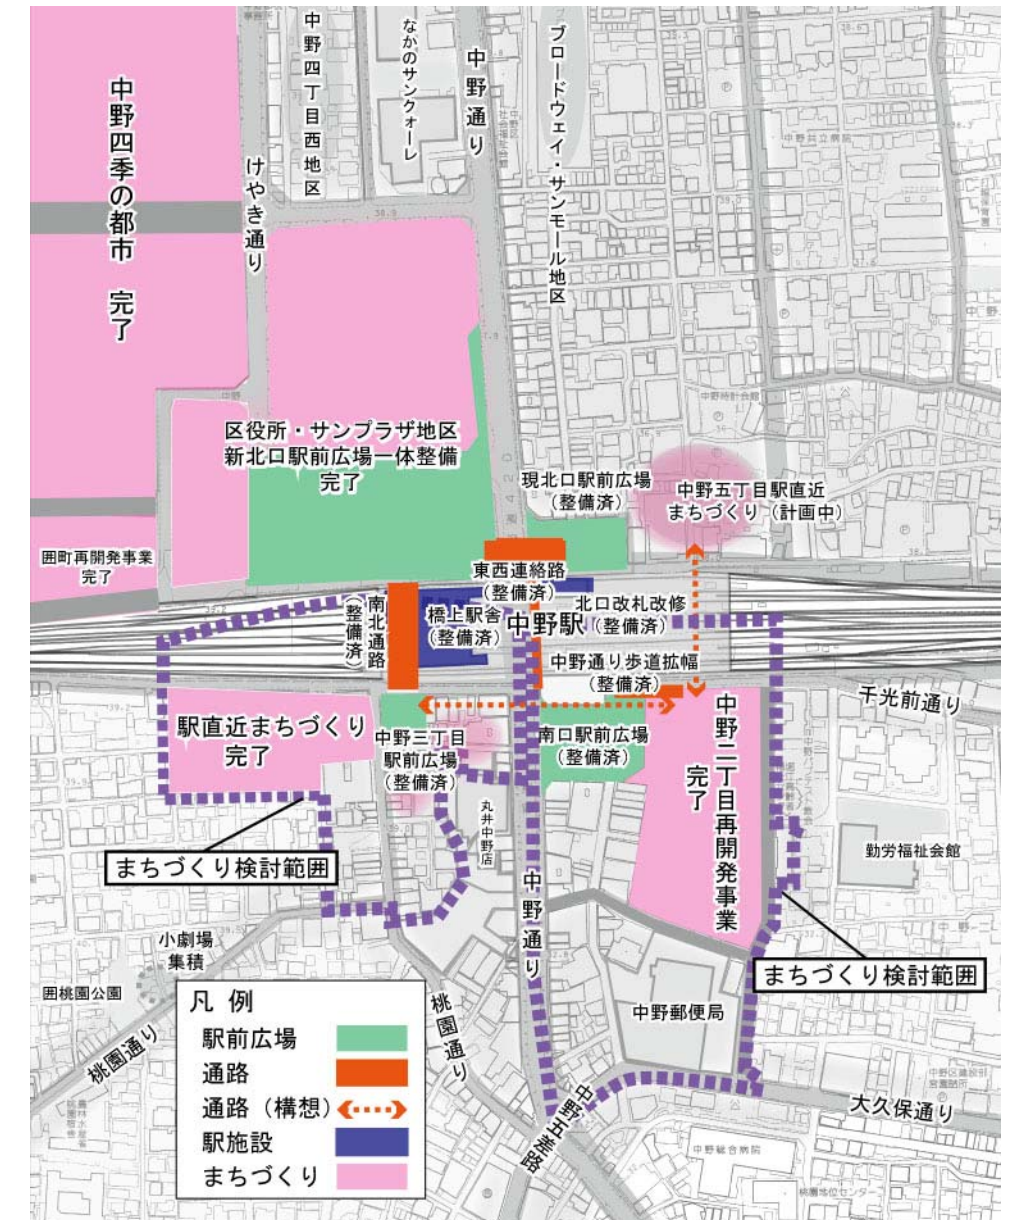 中野四丁目西地区
なかのサンクォーレ
中野通り
ブロードウェイ・サンモール地区
中野四季の都市 完了
けやき通り
中野共立病院
区役所・サンプラザ地区
新北口駅前広場一体整備
完了
現北口駅前広場
(整備済)
中野五丁目駅直近
まちづくり(計画中)
囲町再開発事業
完了
東西連絡路
(整備済)
南北通路
(整備済)
橋上駅舎
(整備済)
中野駅
北口改札改修
(整備済)
中野通り歩道拡幅
(整備済)
千光前通り
駅直近まちづくり
完了
中野三丁目
駅前広場
(整備済)
南口駅前広場
(整備済)
中野二丁目再開発事業
完了
丸井中野店
勤労福祉会館
まちづくり検討範囲
中野通り
小劇場
集積
囲桃園公園
まちづくり検討範囲
中野郵便局
桃園通り
桃園通り
中野五差路
大久保通り
中野総合病院
凡 例
駅前広場
通路
通路(構想)
駅施設
まちづくり